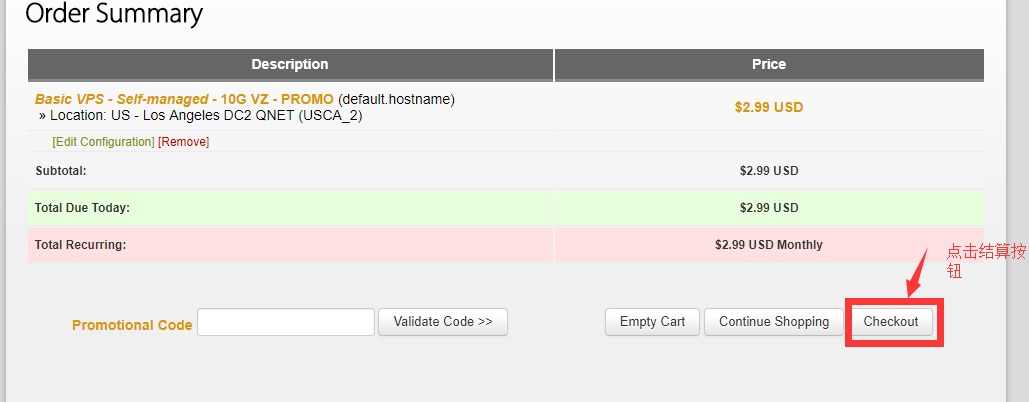 Order Summary
Description Price
Basic VPS - Self-managed - 10G VZ - PROMO (default.hostname)
» Location: US - Los Angeles DC2 QNET (USCA_2)
$2.99 USD
[Edit Configuration] [Remove]
Subtotal: $2.99 USD
Total Due Today: $2.99 USD
Total Recurring: $2.99 USD Monthly
点击结算按
钮
Promotional Code Validate Code >> Empty Cart Continue Shopping Checkout